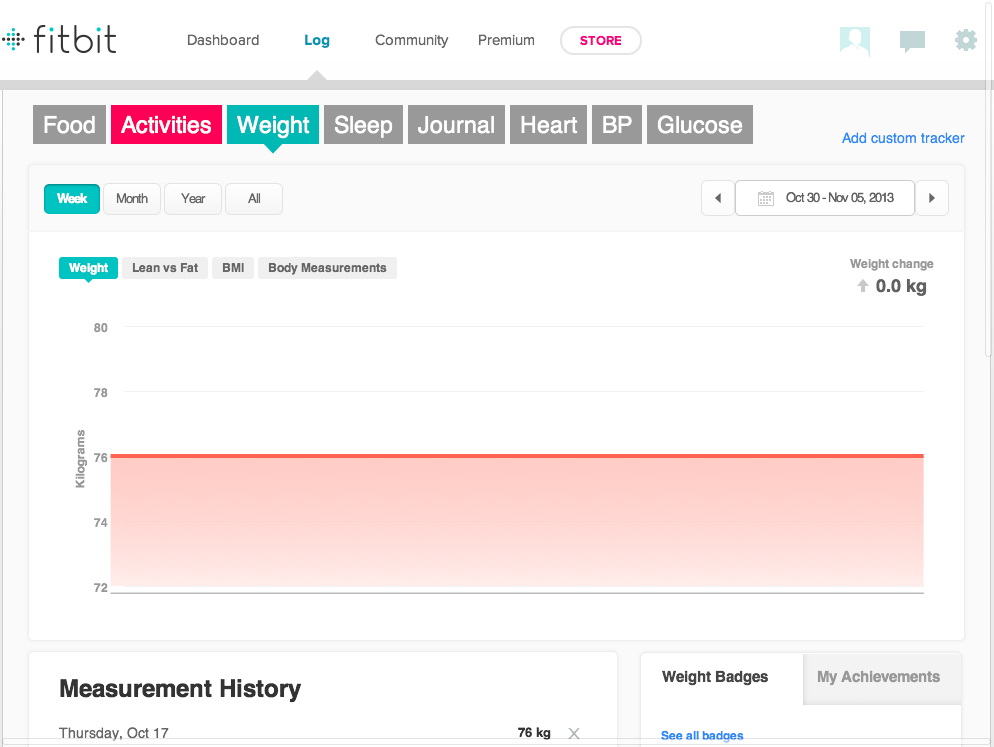 fitbit Dashboard Log Community Premium STORE
Food Activities Weight Sleep Journal Heart BP Glucose
Add custom tracker
Week Month Year All Oct 30 - Nov 05, 2013
Weight Lean vs Fat BMI Body Measurements
Weight change
0.0 kg
80
78
76
74
72
Kilograms
Measurement History
Thursday, Oct 17 76 kg
Weight Badges My Achievements
See all badges